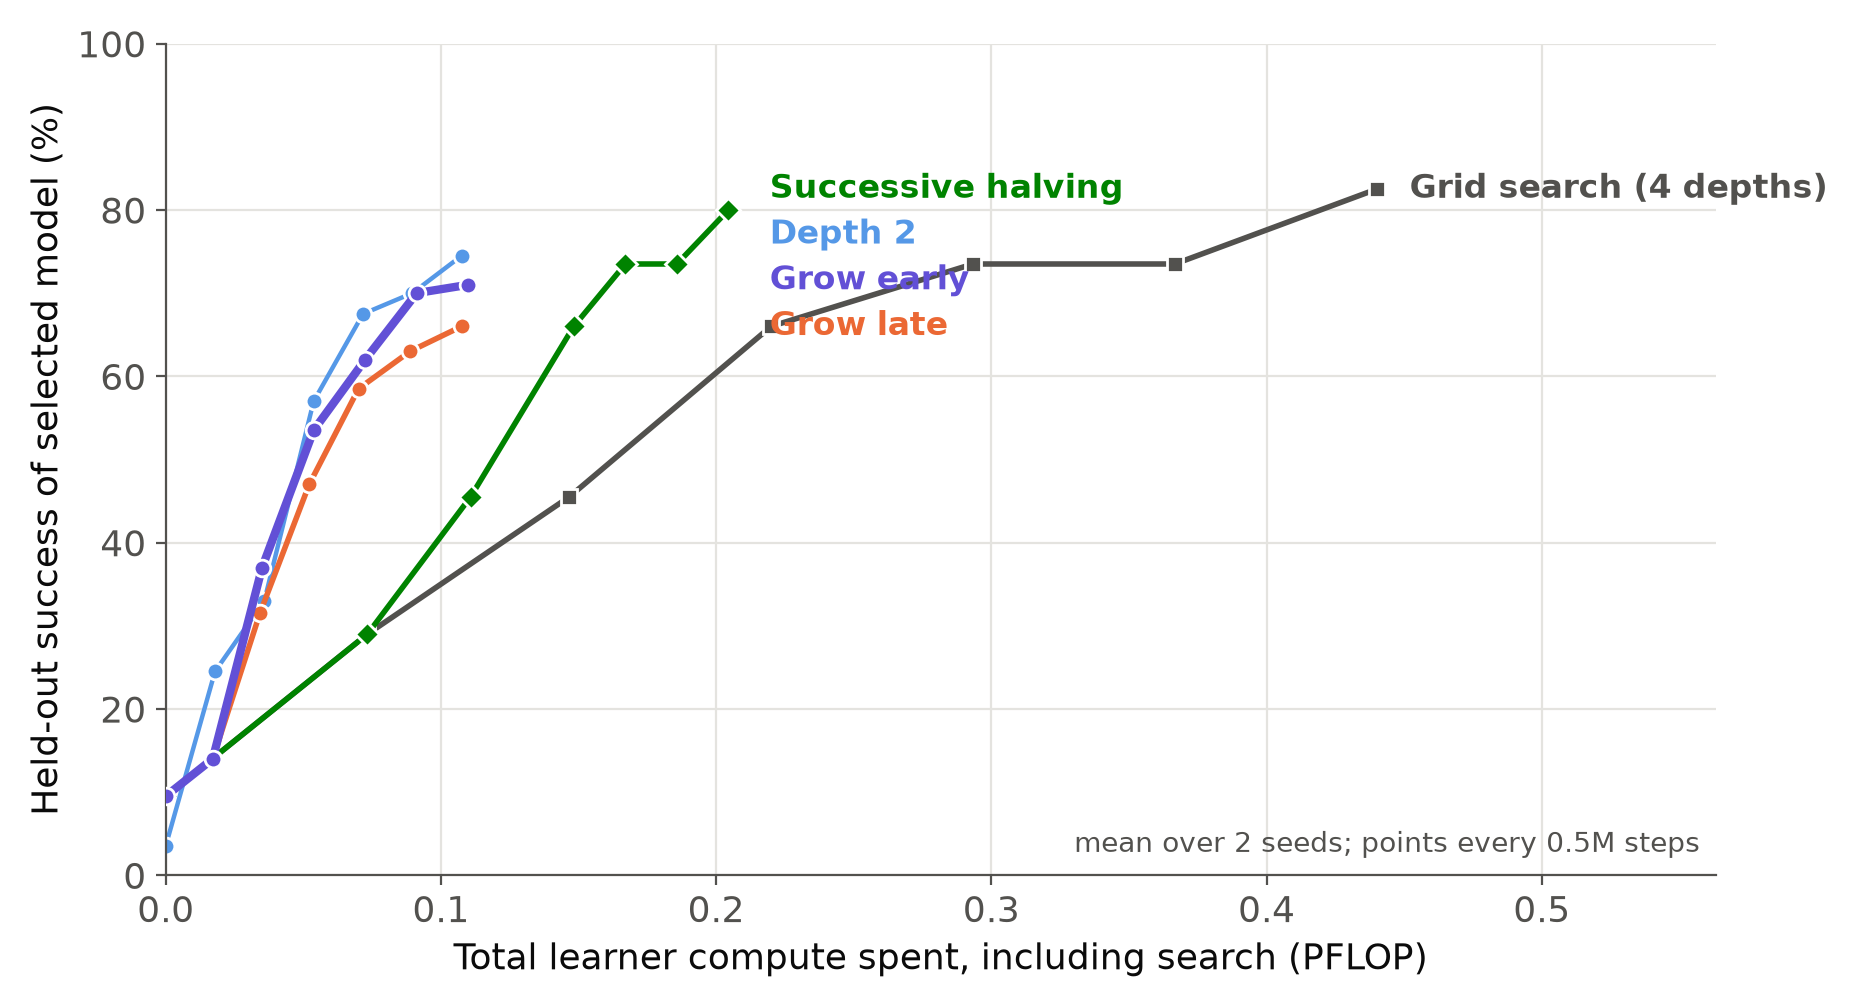 Held-out success of selected model (%)
100
80
60
40
20
0
Successive halving
Depth 2
Grow early
Grow late
Grid search (4 depths)
mean over 2 seeds; points every 0.5M steps
0.0 0.1 0.2 0.3 0.4 0.5
Total learner compute spent, including search (PFLOP)